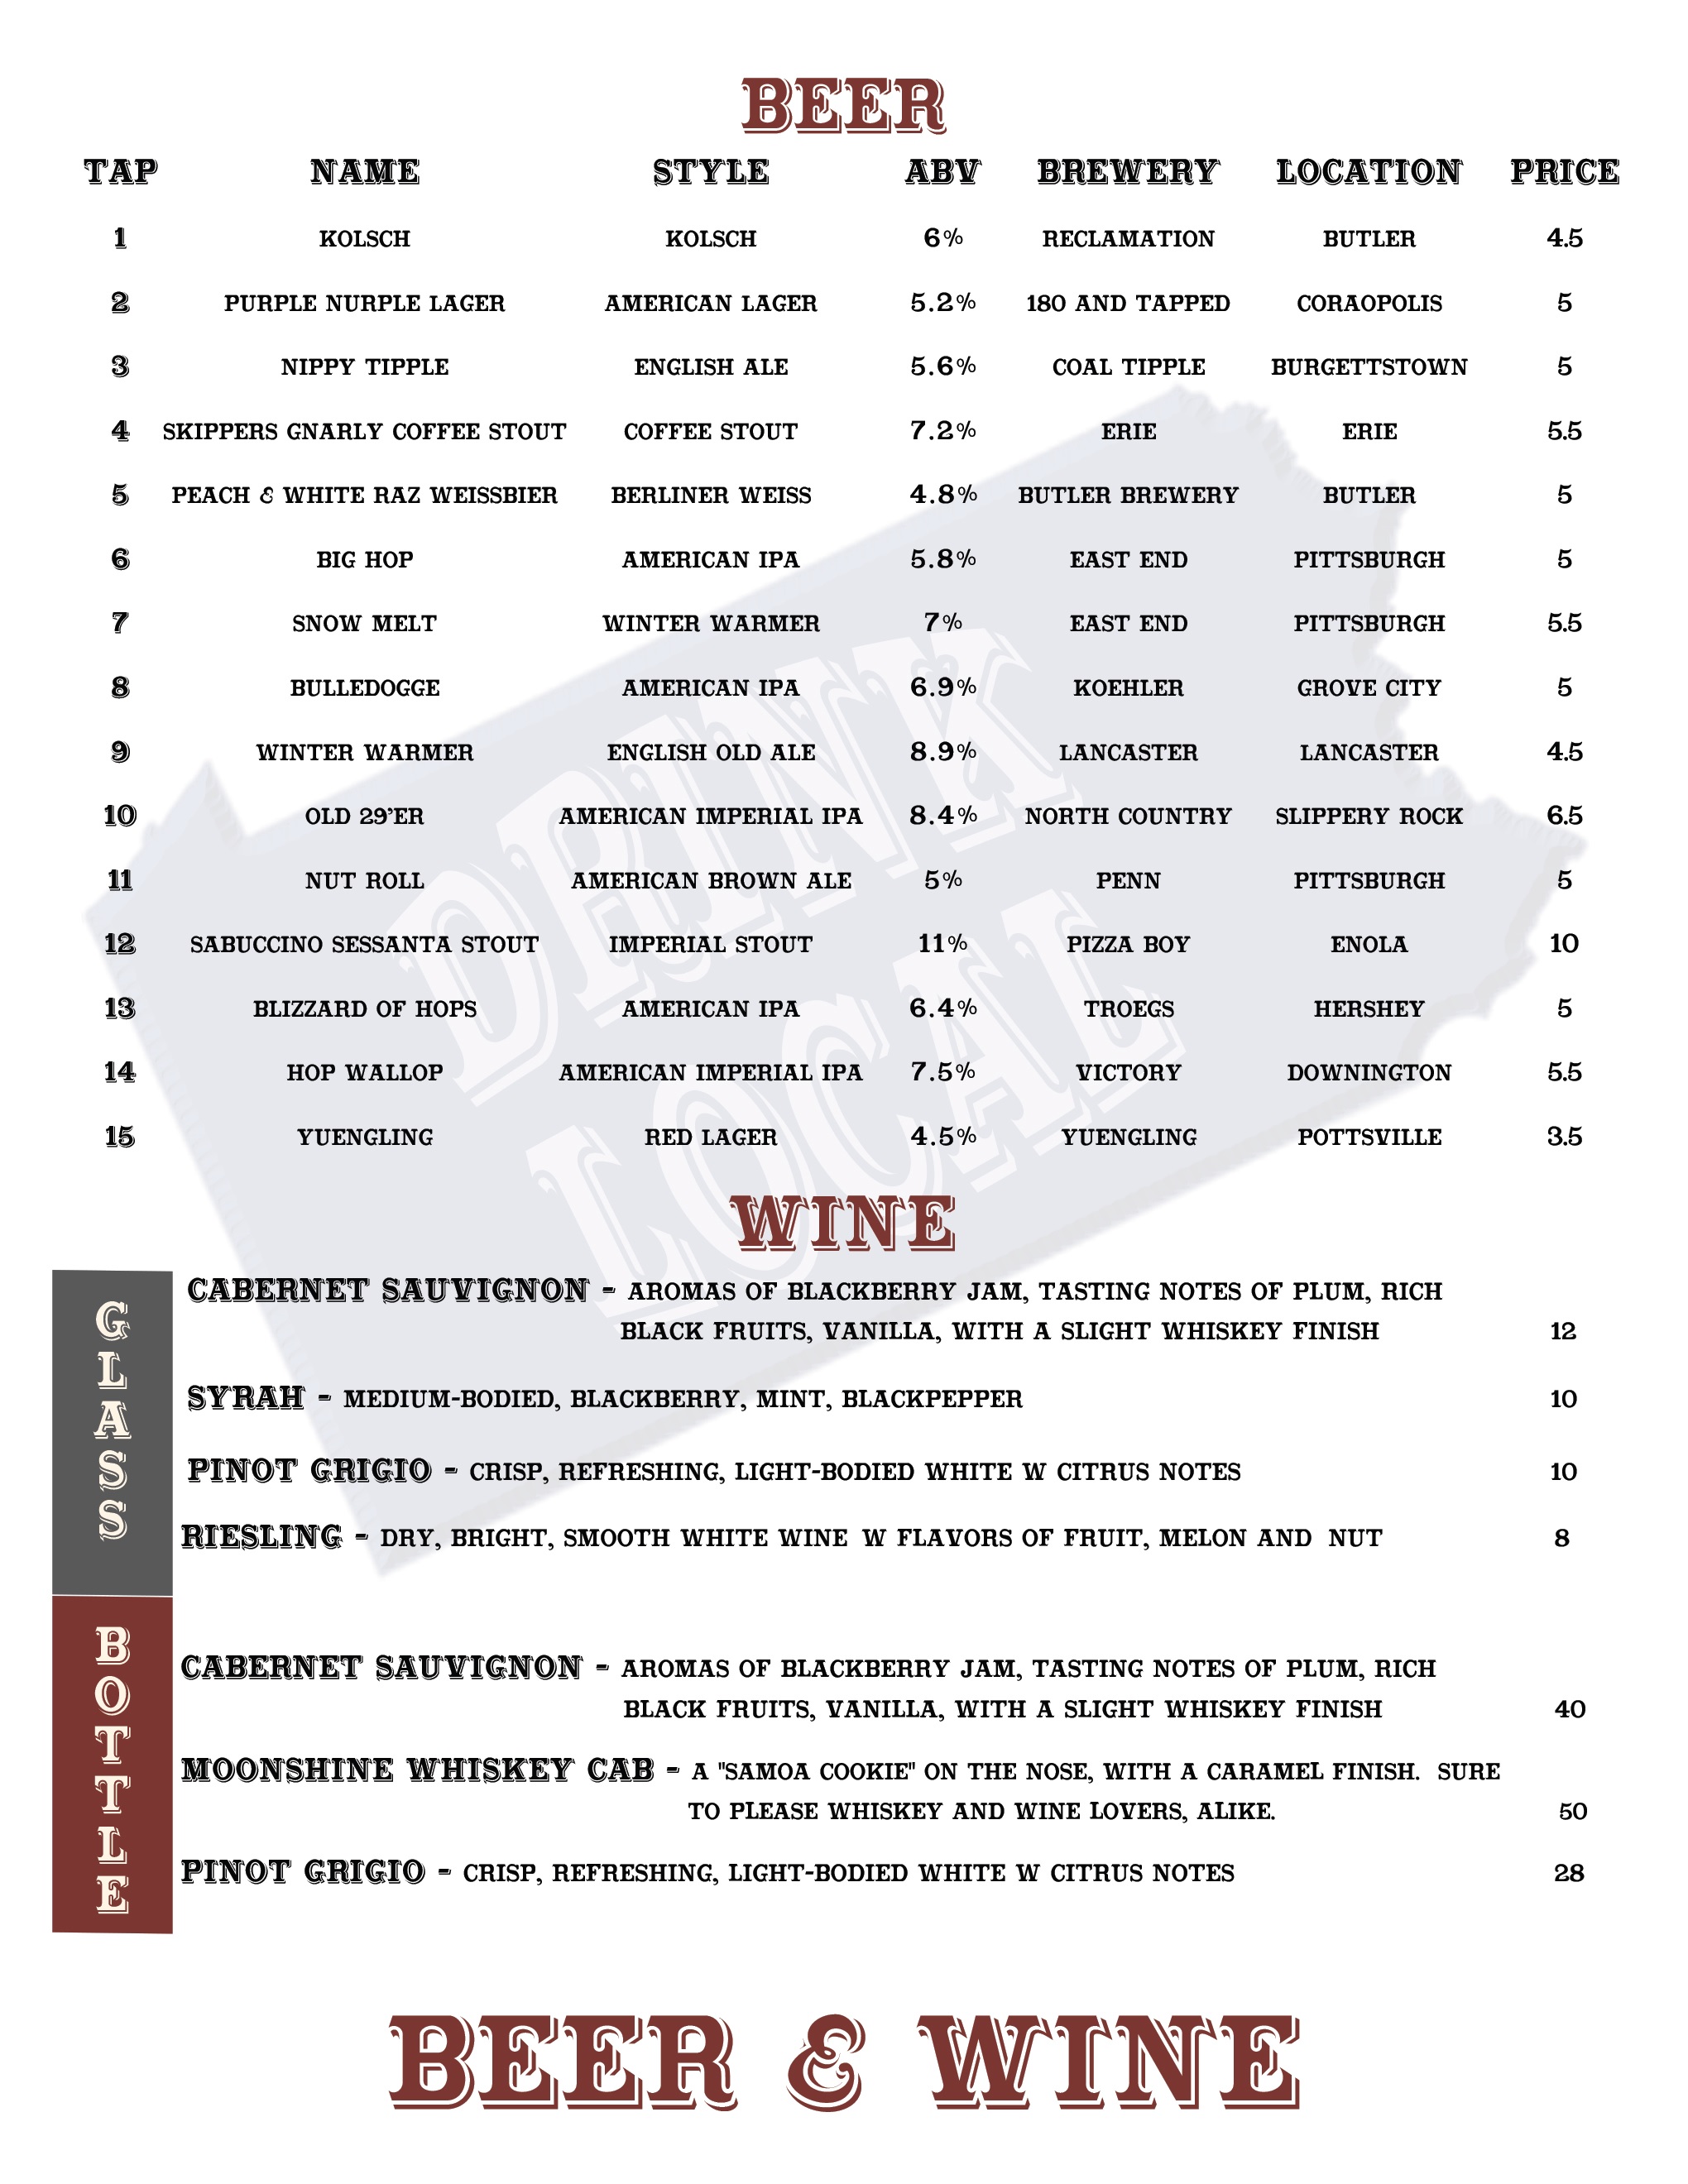 BEER
TAP NAME STYLE ABV BREWERY LOCATION PRICE
1 KOLSCH KOLSCH 6% RECLAMATION BUTLER 4.5
2 PURPLE NURPLE LAGER AMERICAN LAGER 5.2% 180 AND TAPPED CORAOPOLIS 5
3 NIPPY TIPPLE ENGLISH ALE 5.6% COAL TIPPLE BURGETTSTOWN 5
4 SKIPPERS GNARLY COFFEE STOUT COFFEE STOUT 7.2% ERIE ERIE 5.5
5 PEACH & WHITE RAZ WEISSBIER BERLINER WEISS 4.8% BUTLER BREWERY BUTLER 5
6 BIG HOP AMERICAN IPA 5.8% EAST END PITTSBURGH 5
7 SNOW MELT WINTER WARMER 7% EAST END PITTSBURGH 5.5
8 BULLEDOGGE AMERICAN IPA 6.9% KOEHLER GROVE CITY 5
9 WINTER WARMER ENGLISH OLD ALE 8.9% LANCASTER LANCASTER 4.5
10 OLD 29'ER AMERICAN IMPERIAL IPA 8.4% NORTH COUNTRY SLIPPERY ROCK 6.5
11 NUT ROLL AMERICAN BROWN ALE 5% PENN PITTSBURGH 5
12 SABUCCINO SESSANTA STOUT IMPERIAL STOUT 11% PIZZA BOY ENOLA 10
13 BLIZZARD OF HOPS AMERICAN IPA 6.4% TROEGS HERSHEY 5
14 HOP WALLOP AMERICAN IMPERIAL IPA 7.5% VICTORY DOWNINGTON 5.5
15 YUENGLING RED LAGER 4.5% YUENGLING POTTSVILLE 3.5
DRINK
LOCAL
WINE
GLASS
CABERNET SAUVIGNON - AROMAS OF BLACKBERRY JAM, TASTING NOTES OF PLUM, RICH
BLACK FRUITS, VANILLA, WITH A SLIGHT WHISKEY FINISH 12
SYRAH - MEDIUM-BODIED, BLACKBERRY, MINT, BLACKPEPPER 10
PINOT GRIGIO - CRISP, REFRESHING, LIGHT-BODIED WHITE W CITRUS NOTES 10
RIESLING - DRY, BRIGHT, SMOOTH WHITE WINE W FLAVORS OF FRUIT, MELON AND NUT 8
BOTTLE
CABERNET SAUVIGNON - AROMAS OF BLACKBERRY JAM, TASTING NOTES OF PLUM, RICH
BLACK FRUITS, VANILLA, WITH A SLIGHT WHISKEY FINISH 40
MOONSHINE WHISKEY CAB - A "SAMOA COOKIE" ON THE NOSE, WITH A CARAMEL FINISH. SURE
TO PLEASE WHISKEY AND WINE LOVERS, ALIKE. 50
PINOT GRIGIO - CRISP, REFRESHING, LIGHT-BODIED WHITE W CITRUS NOTES 28
BEER & WINE